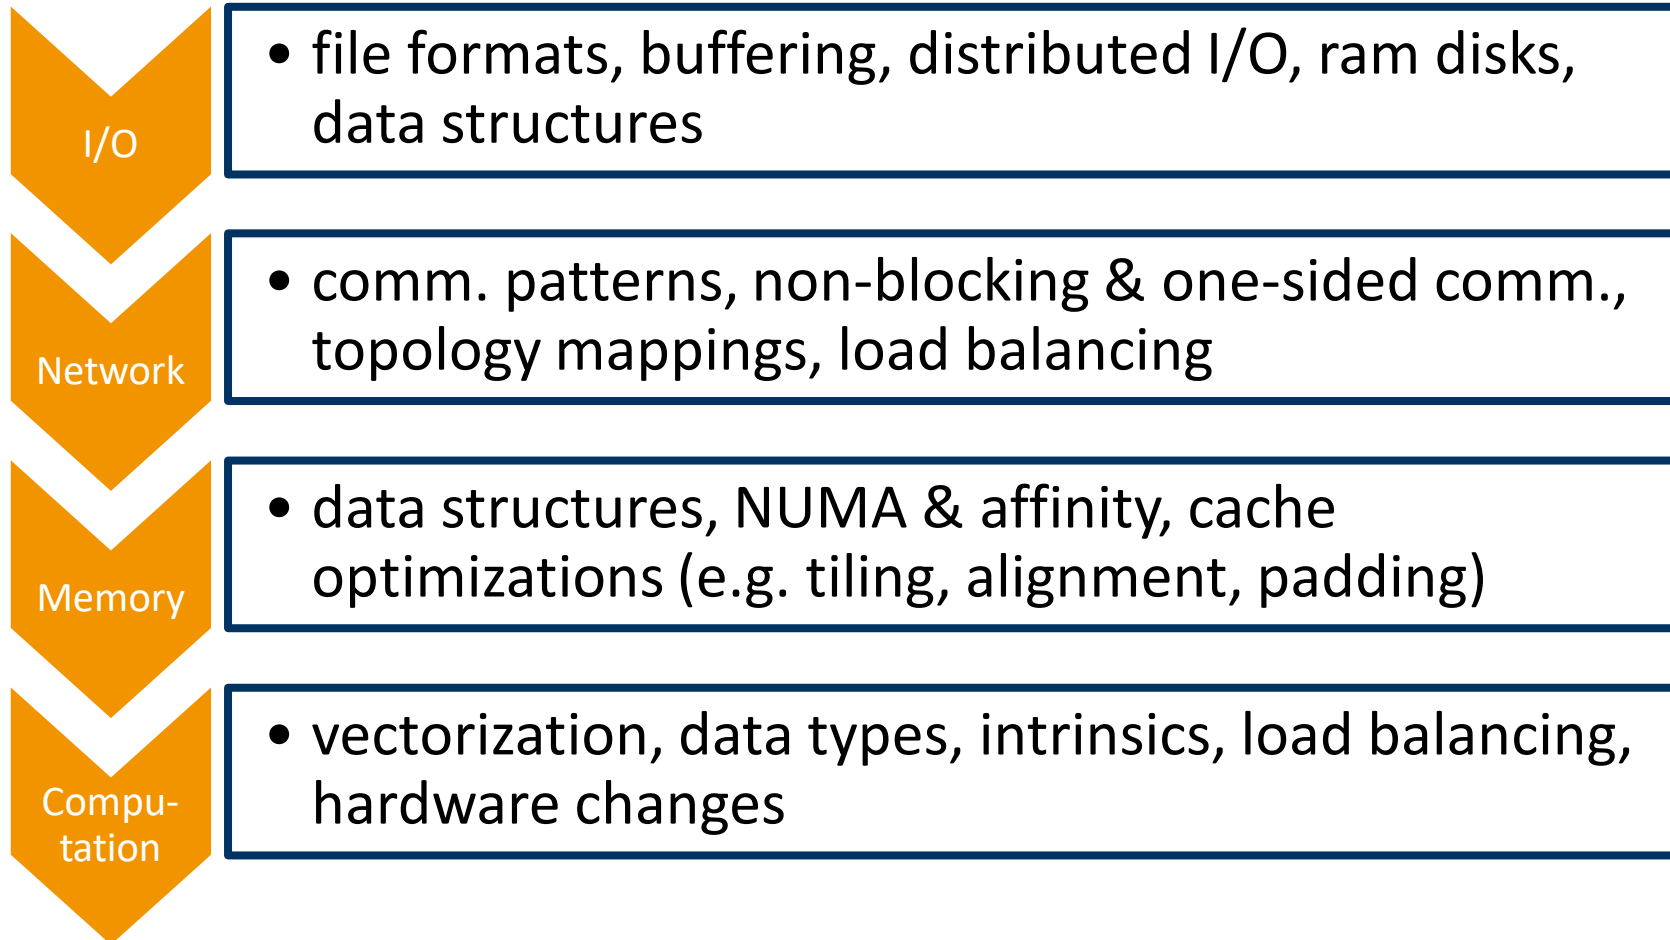 I/O
• file formats, buffering, distributed I/O, ram disks,
data structures
Network
• comm. patterns, non-blocking & one-sided comm.,
topology mappings, load balancing
Memory
• data structures, NUMA & affinity, cache
optimizations (e.g. tiling, alignment, padding)
Compu-
tation
• vectorization, data types, intrinsics, load balancing,
hardware changes